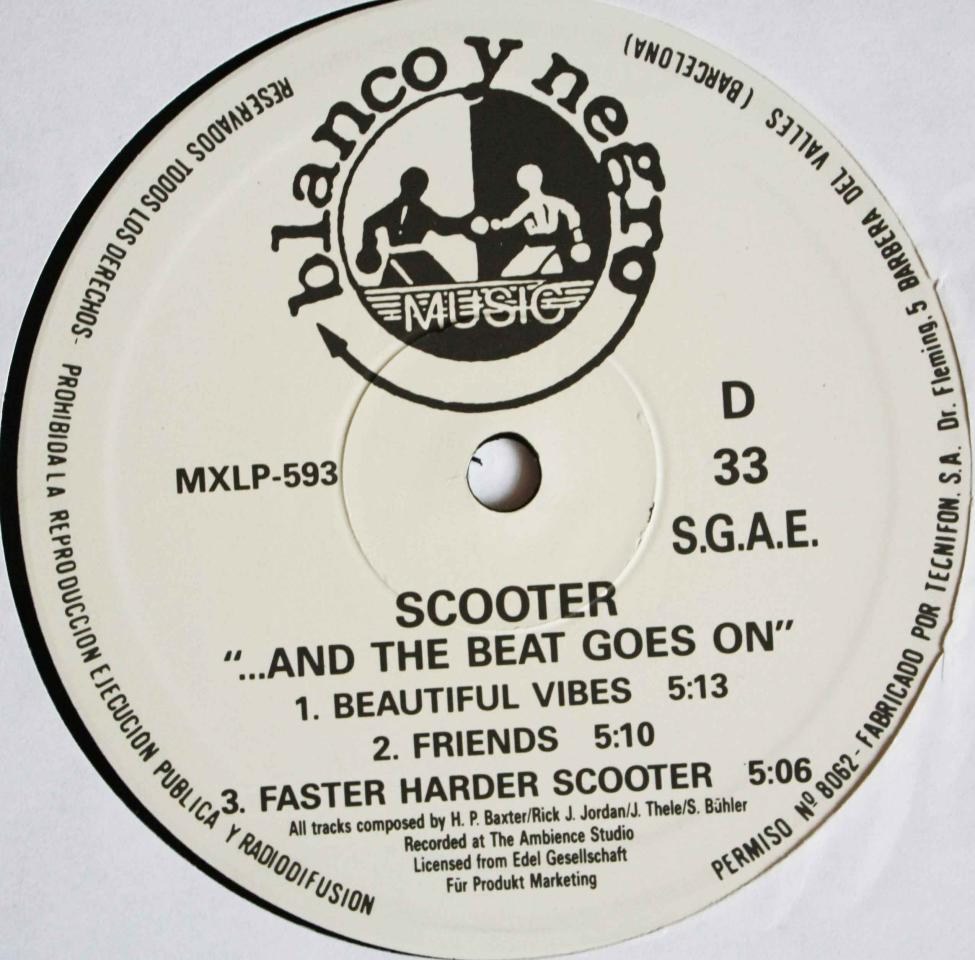 blanco y negro
MUSIC
D
33
MXLP-593
S.G.A.E.
SCOOTER
“...AND THE BEAT GOES ON”
1. BEAUTIFUL VIBES 5:13
2. FRIENDS 5:10
3. FASTER HARDER SCOOTER 5:06
All tracks composed by H. P. Baxter/Rick J. Jordan/J. Thele/S. Bühler
Recorded at The Ambience Studio
Licensed from Edel Gesellschaft
Für Produkt Marketing
RESERVADOS TODOS LOS DERECHOS- PROHIBIDA LA REPRODUCCION EJECUCION PUBLICA Y RADIODIFUSION
PERMISO Nº 8062 - FABRICADO POR TECNIFON, S.A. Dr. Fleming, 5 BARBERA DEL VALLES (BARCELONA)